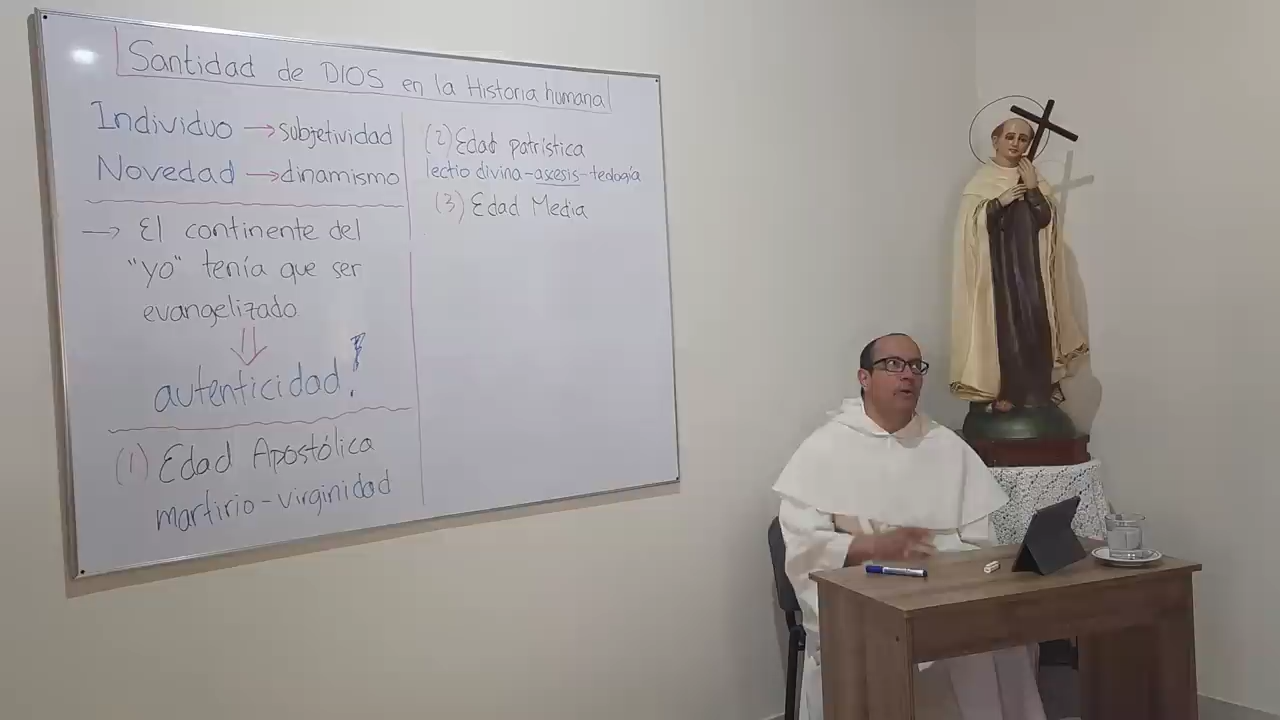 Santidad de DIOS en la Historia humana
Individuo → subjetividad
Novedad → dinamismo
→ El continente del
"yo" tenía que ser
evangelizado
autenticidad!
(1) Edad Apostólica
martirio - virginidad
(2) Edad patrística
lectio divina - ascesis - teología
(3) Edad Media